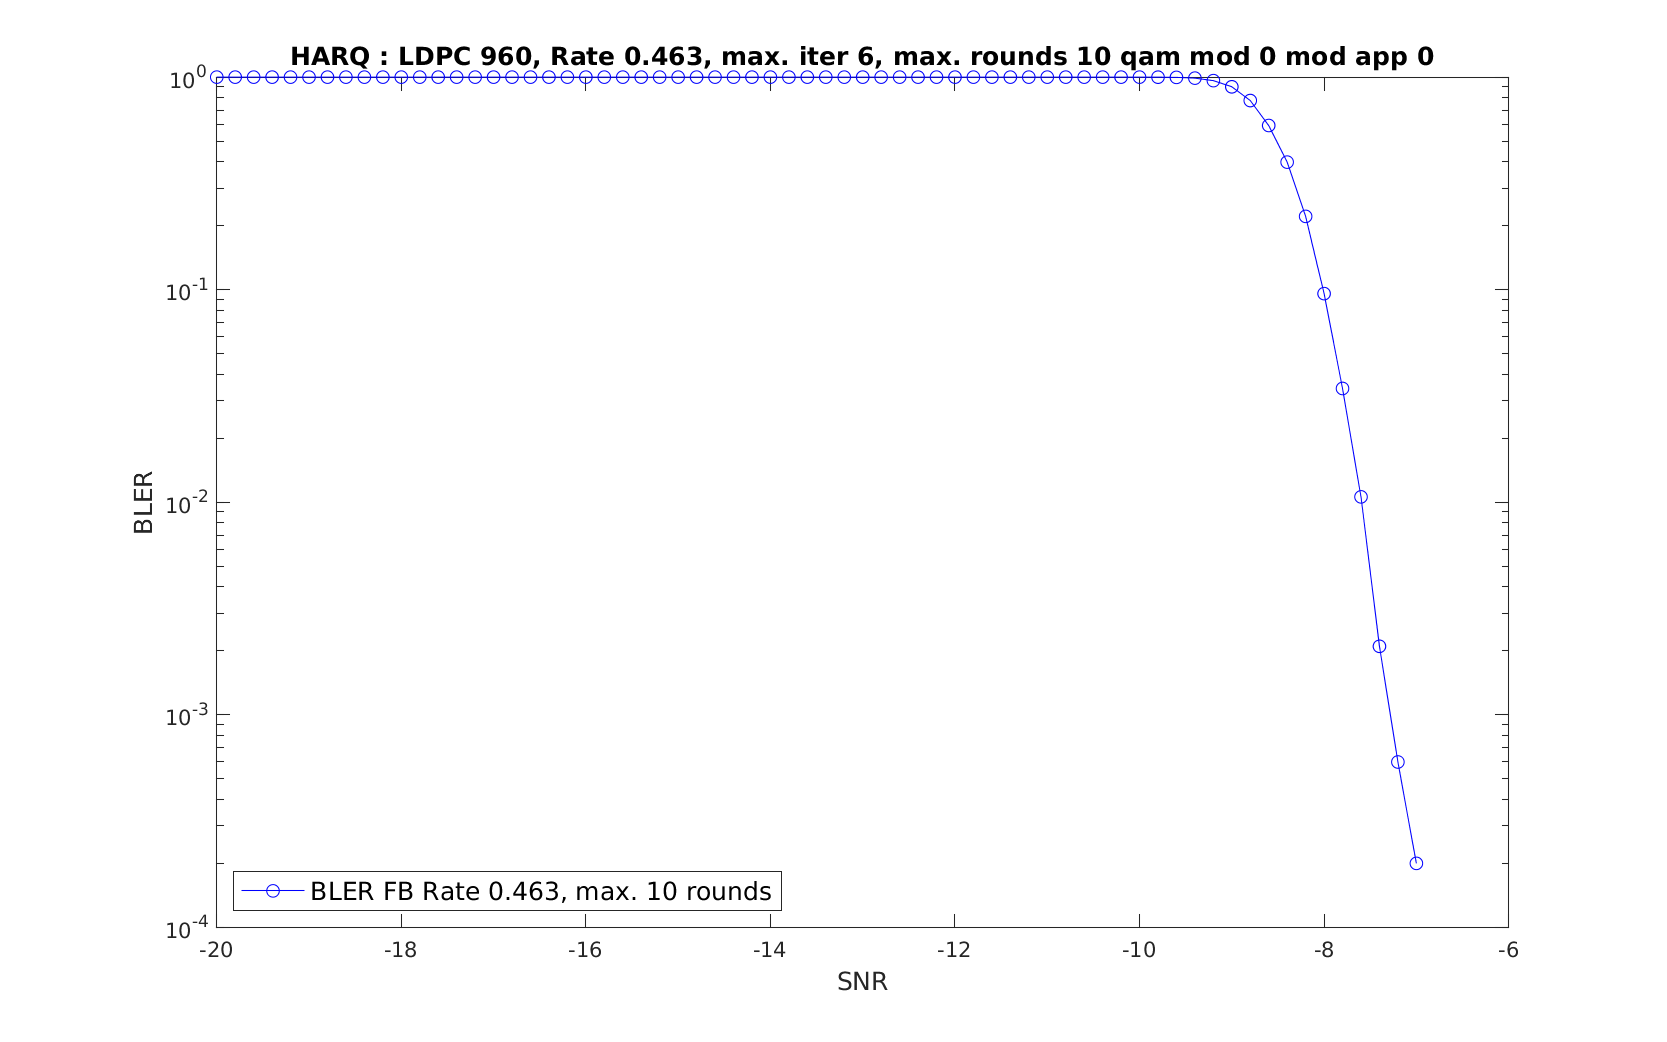 HARQ : LDPC 960, Rate 0.463, max. iter 6, max. rounds 10 qam mod 0 mod app 0
10^0
10^-1
10^-2
10^-3
10^-4
BLER
BLER FB Rate 0.463, max. 10 rounds
-20 -18 -16 -14 -12 -10 -8 -6
SNR